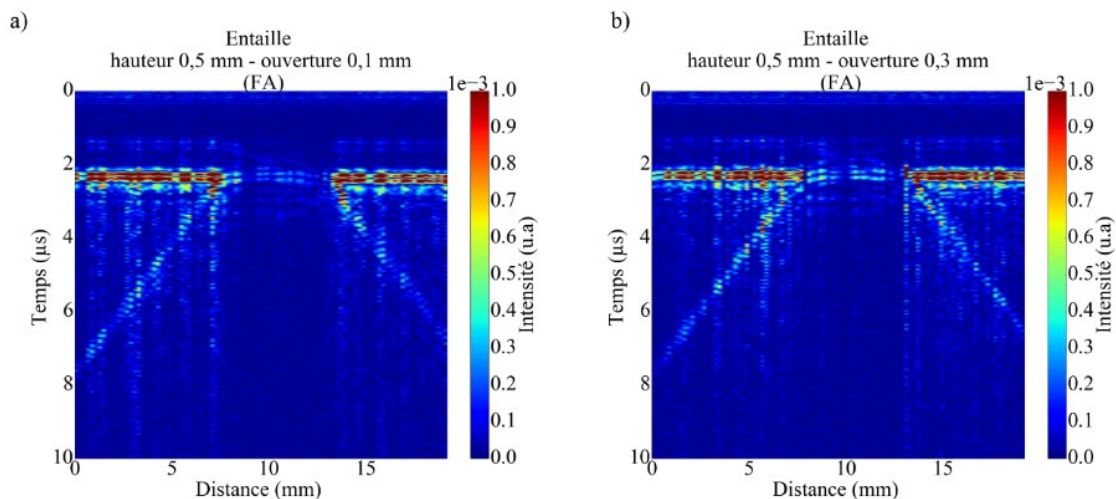 a)
Entaille
hauteur 0,5 mm - ouverture 0,1 mm
(FA)
1e−3
0
2
4
6
8
10
Temps (µs)
0
5
10
15
Distance (mm)
1.0
0.9
0.8
0.7
0.6
0.5
0.4
0.3
0.2
0.1
0.0
Intensité (u.a)
b)
Entaille
hauteur 0,5 mm - ouverture 0,3 mm
(FA)
1e−3
0
2
4
6
8
10
Temps (µs)
0
5
10
15
Distance (mm)
1.0
0.9
0.8
0.7
0.6
0.5
0.4
0.3
0.2
0.1
0.0
Intensité (u.a)